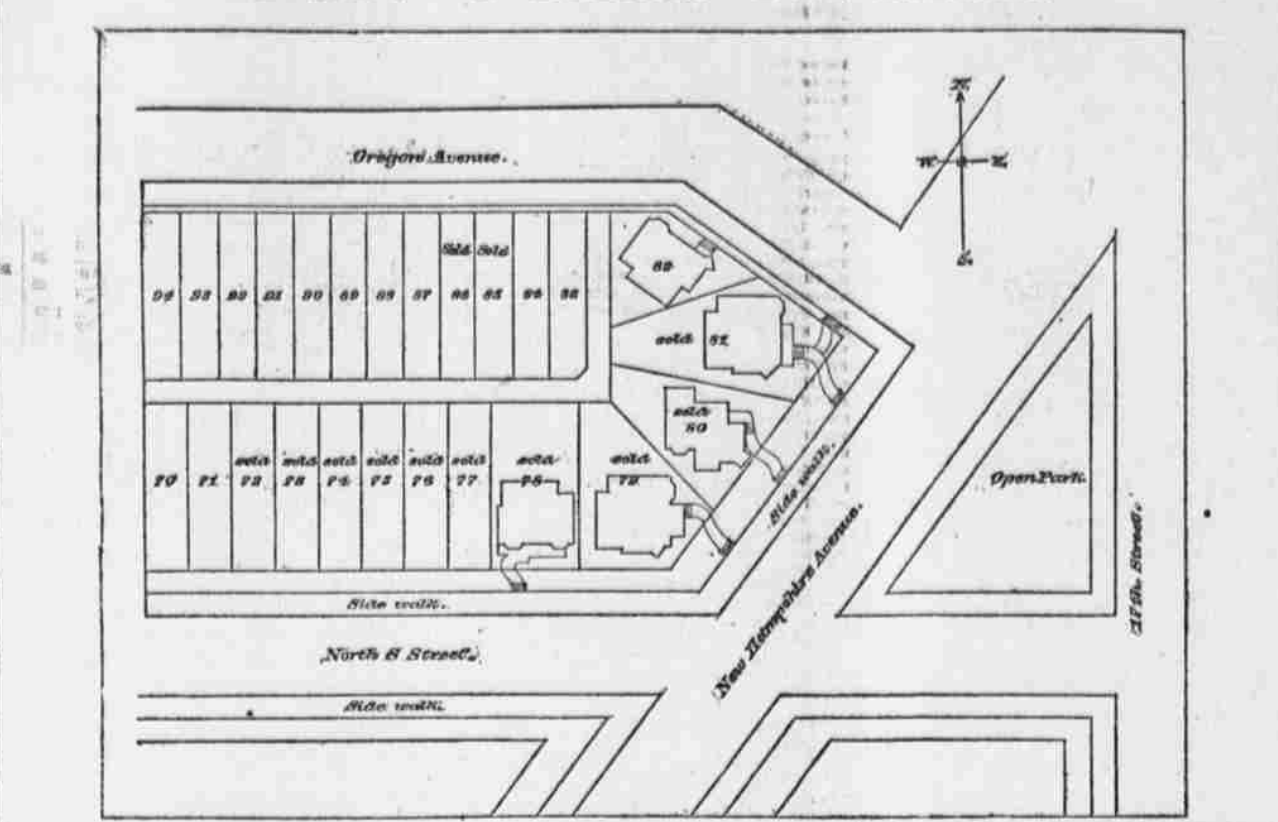 N.
W E.
S.
Oregon Avenue.
Sold Sold
94 93 92 91 90 89 88 87 86 85 84 83
82
sold 81
sold
80
sold sold sold sold sold sold sold sold
70 71 72 73 74 75 76 77 78 79
Side walk.
New Hampshire Avenue.
Open Park.
17th Street.
Side walk.
North S Street.
Side walk.